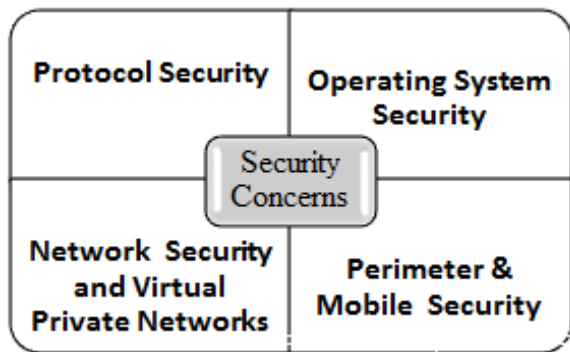 Protocol Security
Operating System
Security
Security
Concerns
Network Security
and Virtual
Private Networks
Perimeter &
Mobile Security